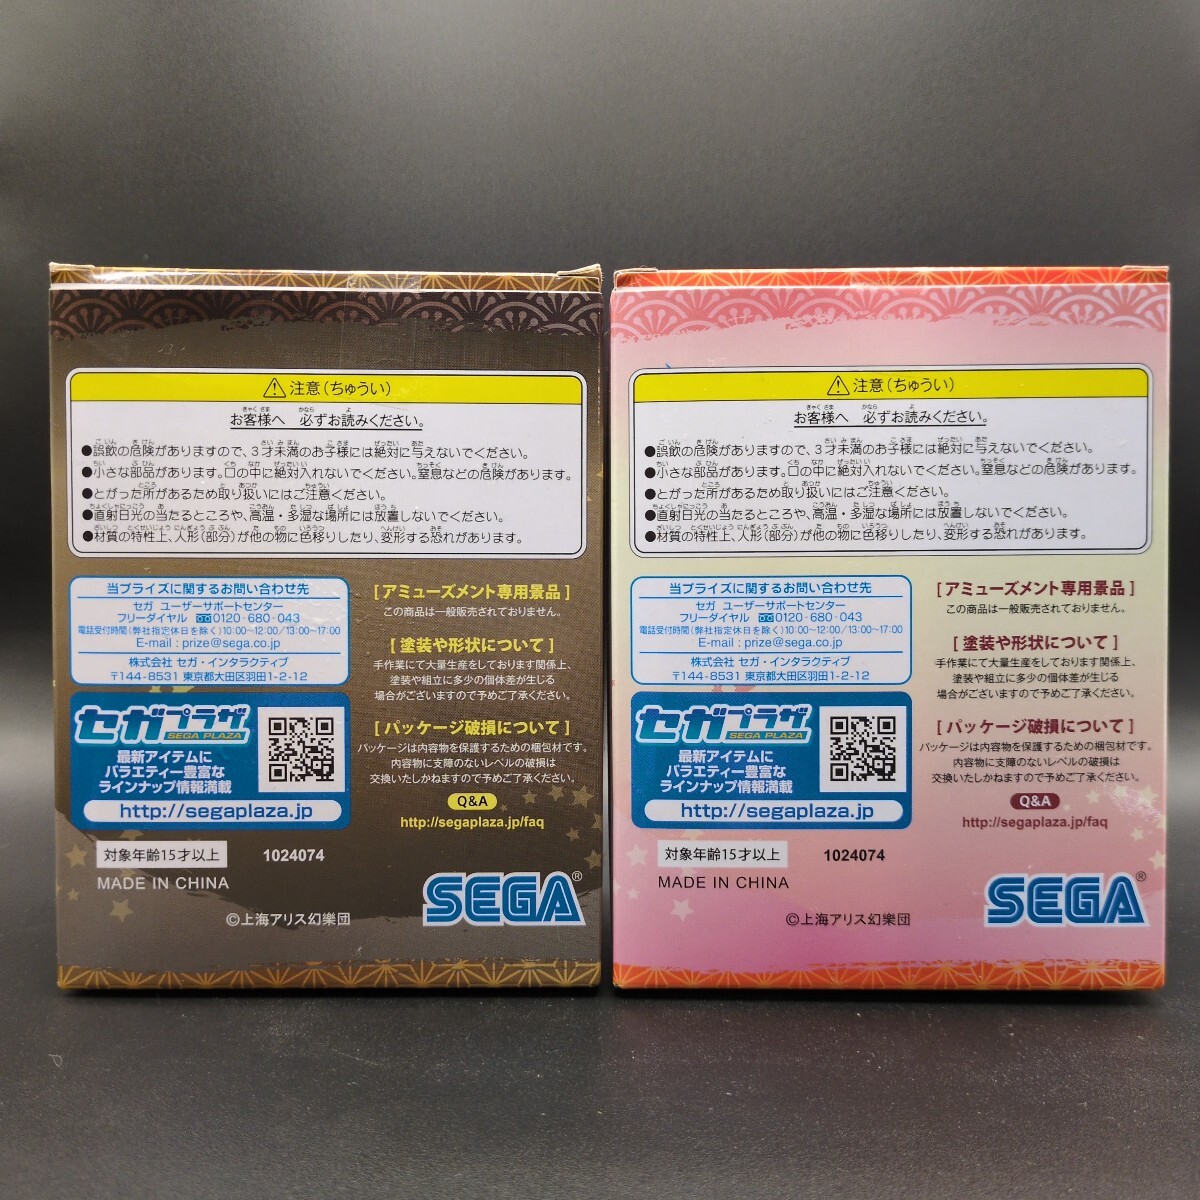 注意(ちゅうい)
お客様へ 必ずお読みください。
●誤飲の危険がありますので、3才未満のお子様には絶対に与えないでください。
●小さな部品があります。口の中に絶対入れないでください。窒息などの危険があります。
●とがった所があるため取り扱いにはご注意ください。
●直射日光の当たるところや、高温・多湿な場所には放置しないでください。
●材質の特性上、人形(部分)が他の物に色移りしたり、変形する恐れがあります。
当プライズに関するお問い合わせ先
セガ ユーザーサポートセンター
フリーダイヤル 0120-680-043
電話受付時間(弊社指定休日を除く)10:00~12:00/13:00~17:00
E-mail : prize@sega.co.jp
株式会社 セガ・インタラクティブ
〒144-8531 東京都大田区羽田1-2-12
セガプラザ
SEGA PLAZA
最新アイテムに
バラエティー豊富な
ラインナップ情報満載
http://segaplaza.jp
[アミューズメント専用景品]
この商品は一般販売されておりません。
[塗装や形状について]
手作業にて大量生産をしております関係上、
塗装や組立に多少の個体差が生じる
場合がございますので予めご了承ください。
[パッケージ破損について]
パッケージは内容物を保護するための梱包材です。
内容物に支障のないレベルの破損は
交換いたしかねますので予めご了承ください。
Q&A
http://segaplaza.jp/faq
対象年齢15才以上 1024074
MADE IN CHINA
SEGA®
©上海アリス幻樂団
注意(ちゅうい)
お客様へ 必ずお読みください。
●誤飲の危険がありますので、3才未満のお子様には絶対に与えないでください。
●小さな部品があります。口の中に絶対入れないでください。窒息などの危険があります。
●とがった所があるため取り扱いにはご注意ください。
●直射日光の当たるところや、高温・多湿な場所には放置しないでください。
●材質の特性上、人形(部分)が他の物に色移りしたり、変形する恐れがあります。
当プライズに関するお問い合わせ先
セガ ユーザーサポートセンター
フリーダイヤル 0120-680-043
電話受付時間(弊社指定休日を除く)10:00~12:00/13:00~17:00
E-mail : prize@sega.co.jp
株式会社 セガ・インタラクティブ
〒144-8531 東京都大田区羽田1-2-12
セガプラザ
SEGA PLAZA
最新アイテムに
バラエティー豊富な
ラインナップ情報満載
http://segaplaza.jp
[アミューズメント専用景品]
この商品は一般販売されておりません。
[塗装や形状について]
手作業にて大量生産をしております関係上、
塗装や組立に多少の個体差が生じる
場合がございますので予めご了承ください。
[パッケージ破損について]
パッケージは内容物を保護するための梱包材です。
内容物に支障のないレベルの破損は
交換いたしかねますので予めご了承ください。
Q&A
http://segaplaza.jp/faq
対象年齢15才以上 1024074
MADE IN CHINA
SEGA®
©上海アリス幻樂団